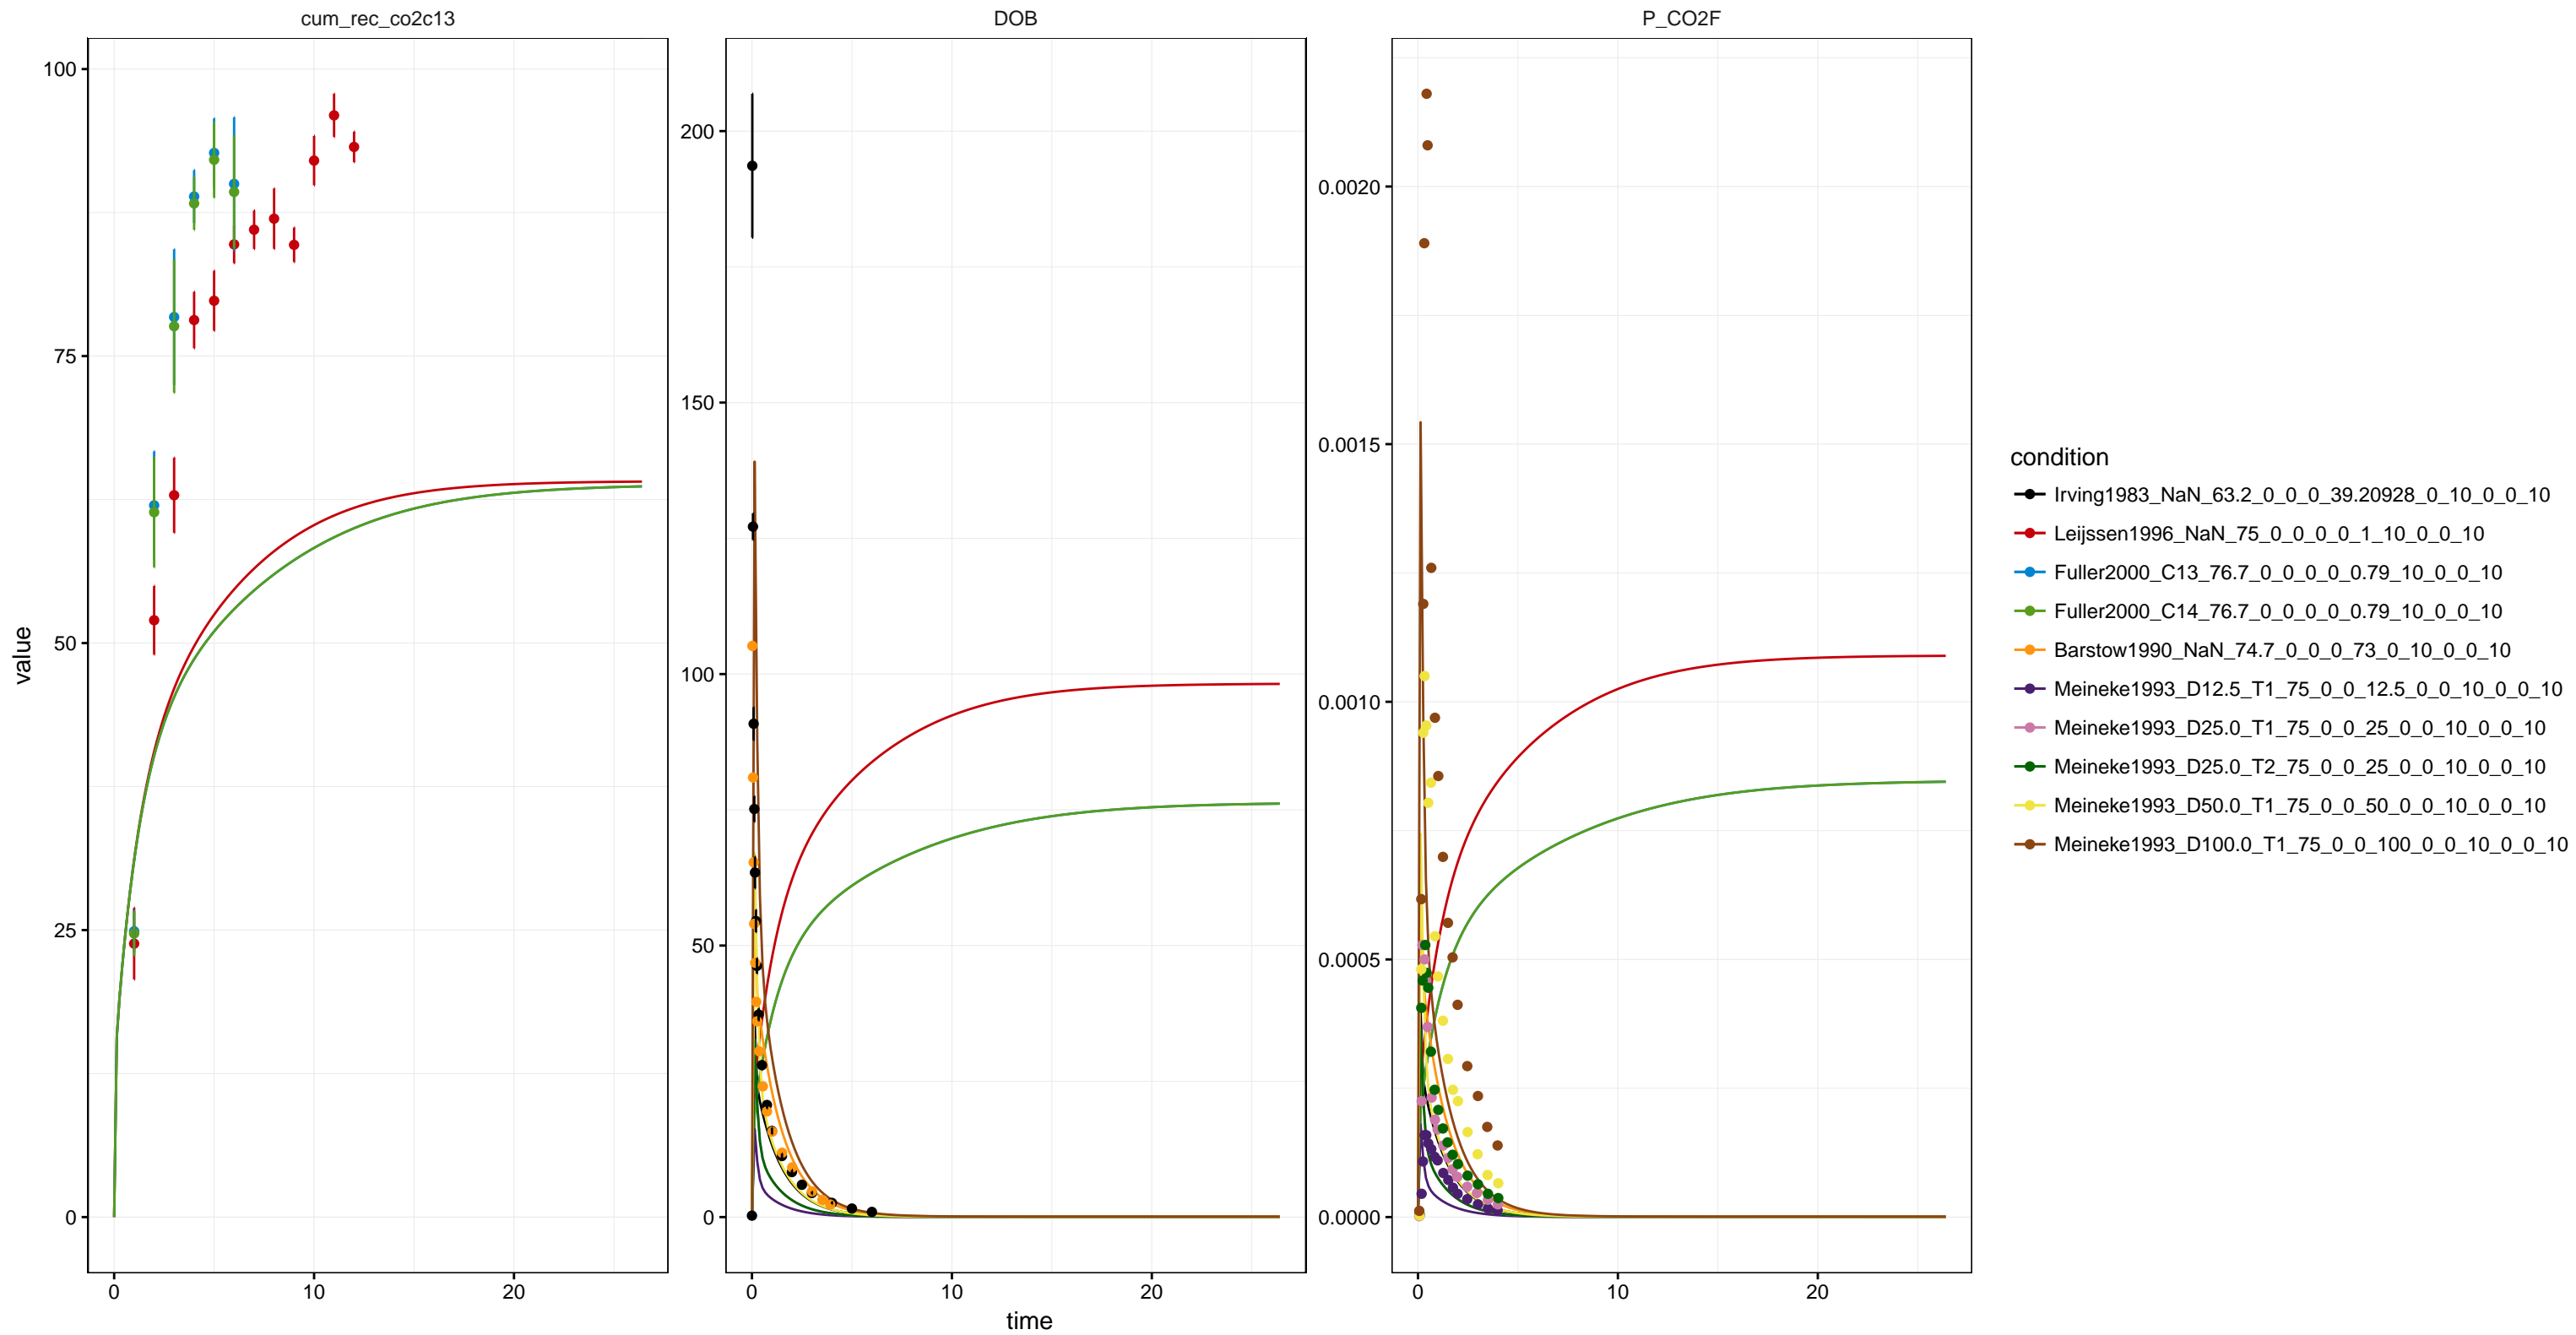 cum_rec_co2c13
DOB
P_CO2F
value
100
75
50
25
0
0
10
20
200
150
100
50
0
0
10
20
time
0.0020
0.0015
0.0010
0.0005
0.0000
0
10
20
condition
Irving1983_NaN_63.2_0_0_0_39.20928_0_10_0_0_10
Leijssen1996_NaN_75_0_0_0_0_1_10_0_0_10
Fuller2000_C13_76.7_0_0_0_0_0.79_10_0_0_10
Fuller2000_C14_76.7_0_0_0_0_0.79_10_0_0_10
Barstow1990_NaN_74.7_0_0_0_73_0_10_0_0_10
Meineke1993_D12.5_T1_75_0_0_12.5_0_0_10_0_0_10
Meineke1993_D25.0_T1_75_0_0_25_0_0_10_0_0_10
Meineke1993_D25.0_T2_75_0_0_25_0_0_10_0_0_10
Meineke1993_D50.0_T1_75_0_0_50_0_0_10_0_0_10
Meineke1993_D100.0_T1_75_0_0_100_0_0_10_0_0_10